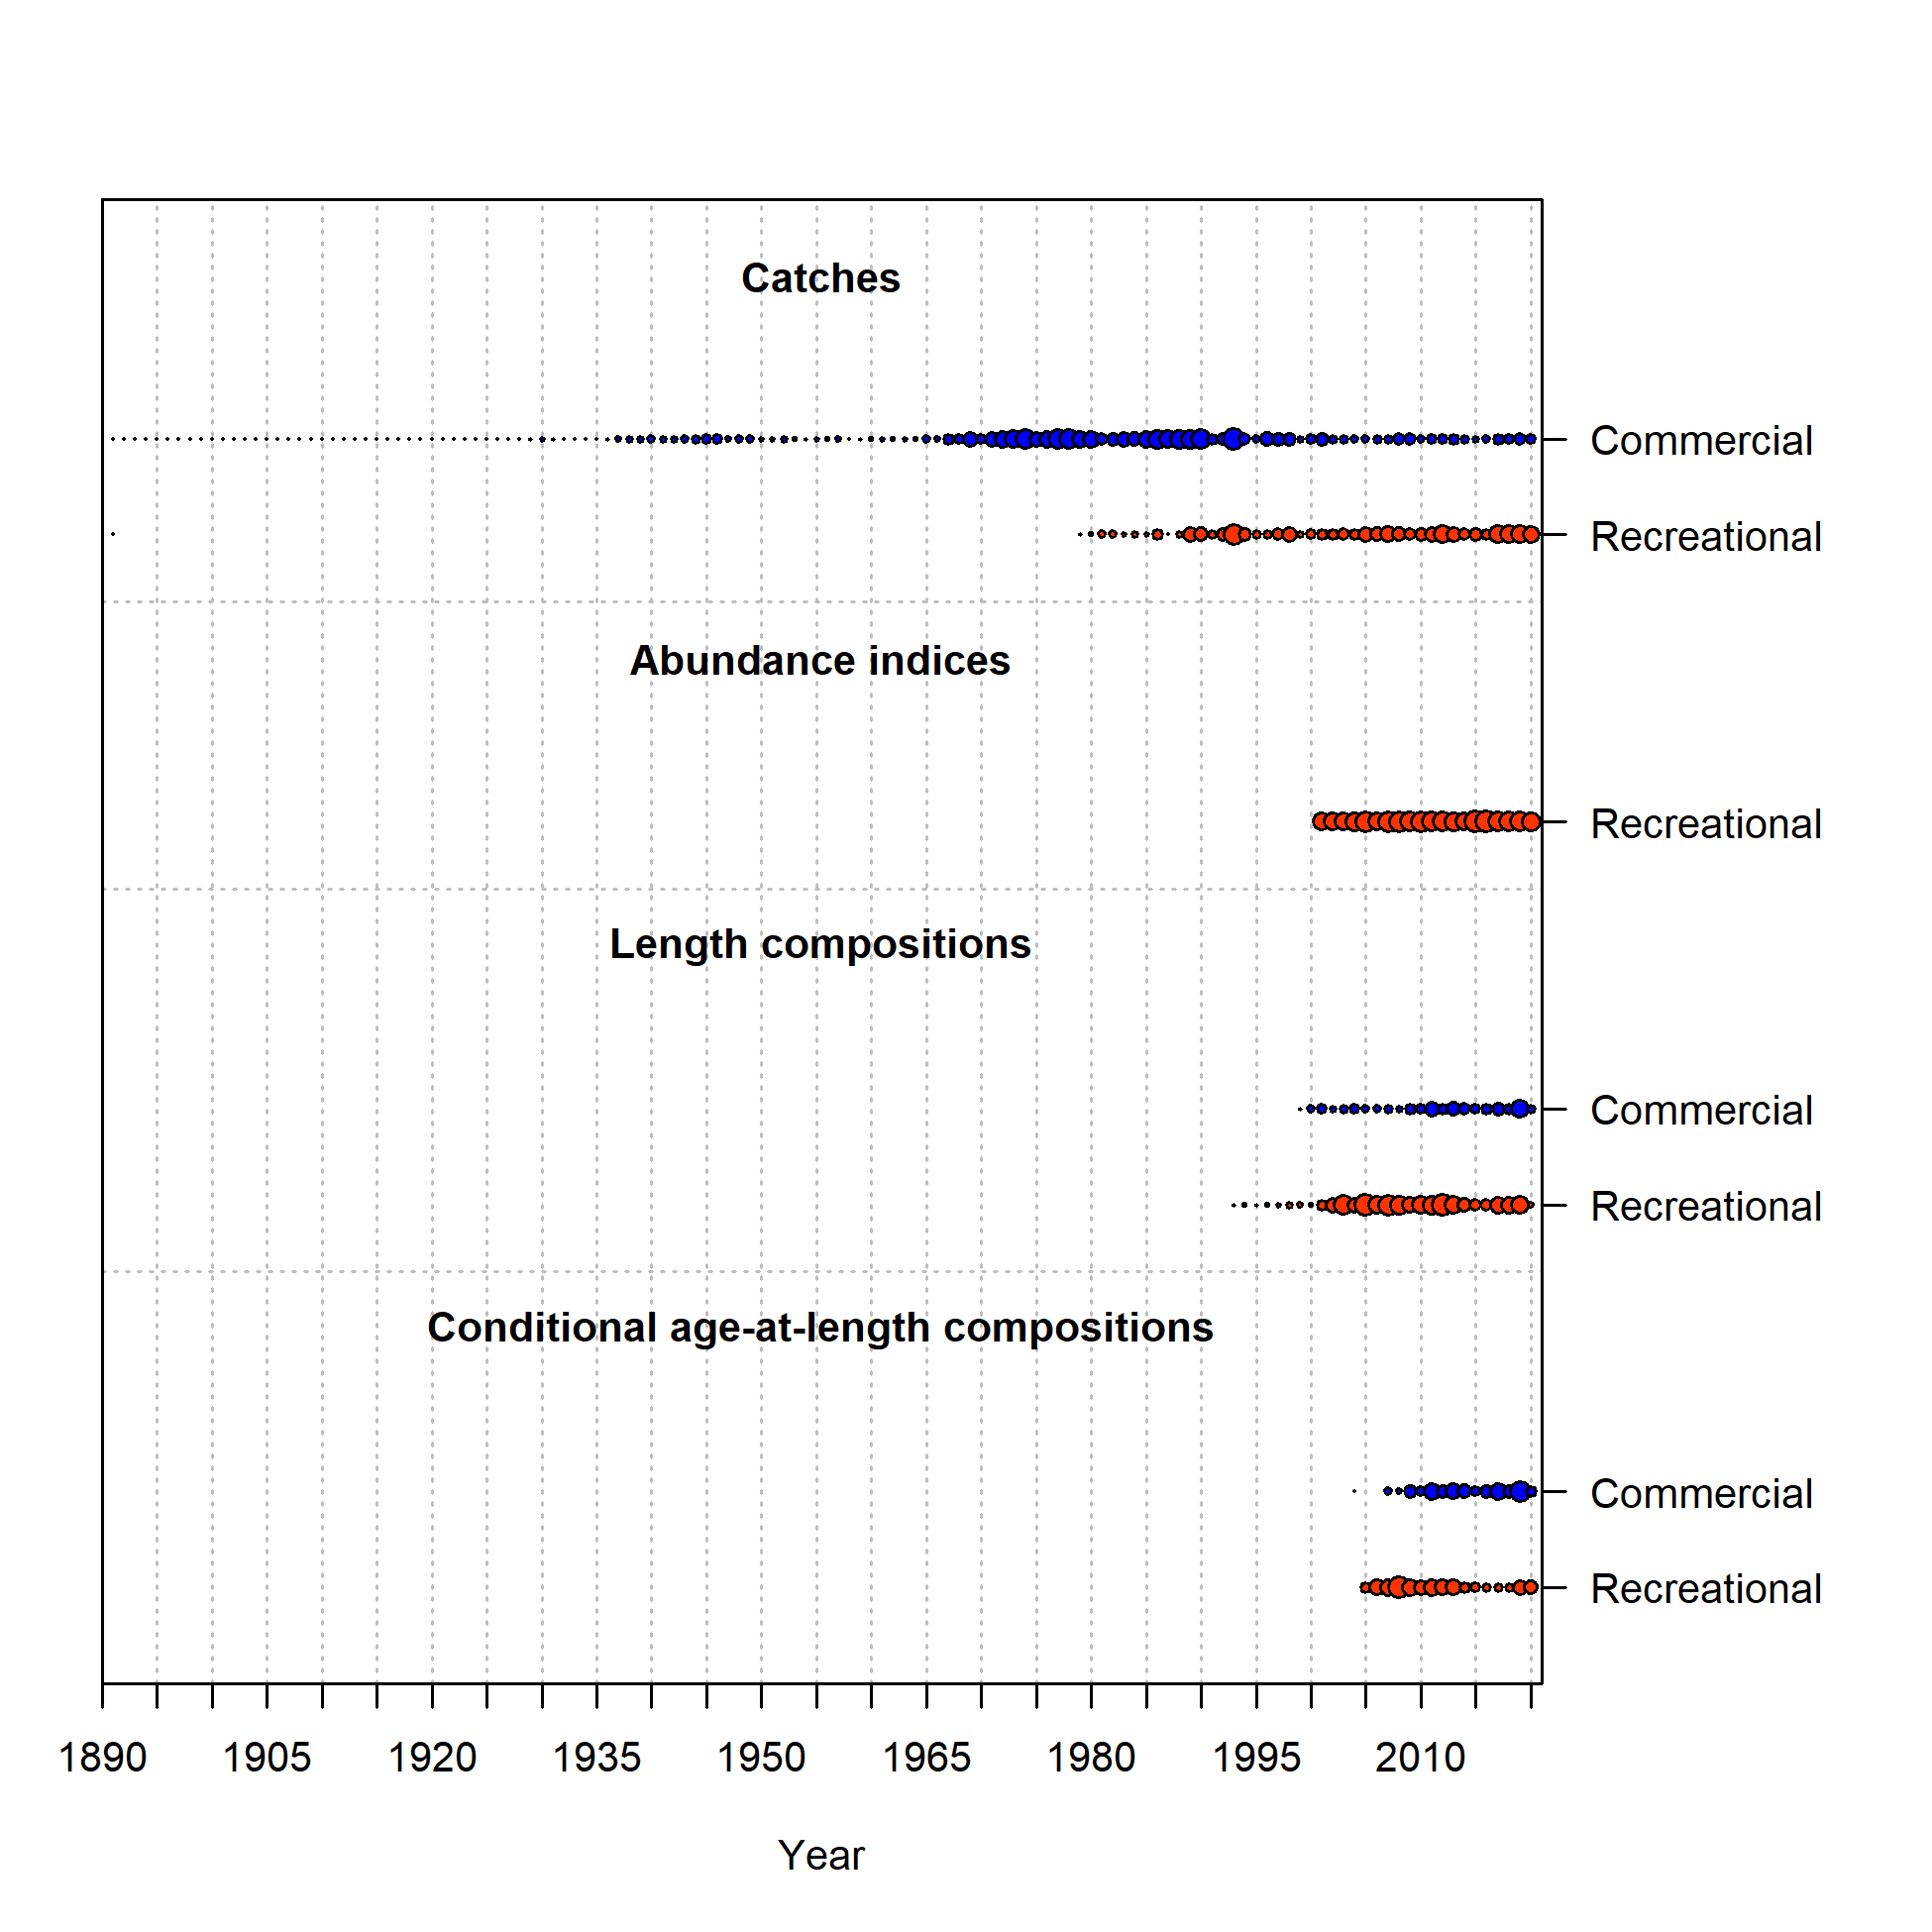 Catches
Commercial
Recreational
Abundance indices
Recreational
Length compositions
Commercial
Recreational
Conditional age-at-length compositions
Commercial
Recreational
1890 1905 1920 1935 1950 1965 1980 1995 2010
Year